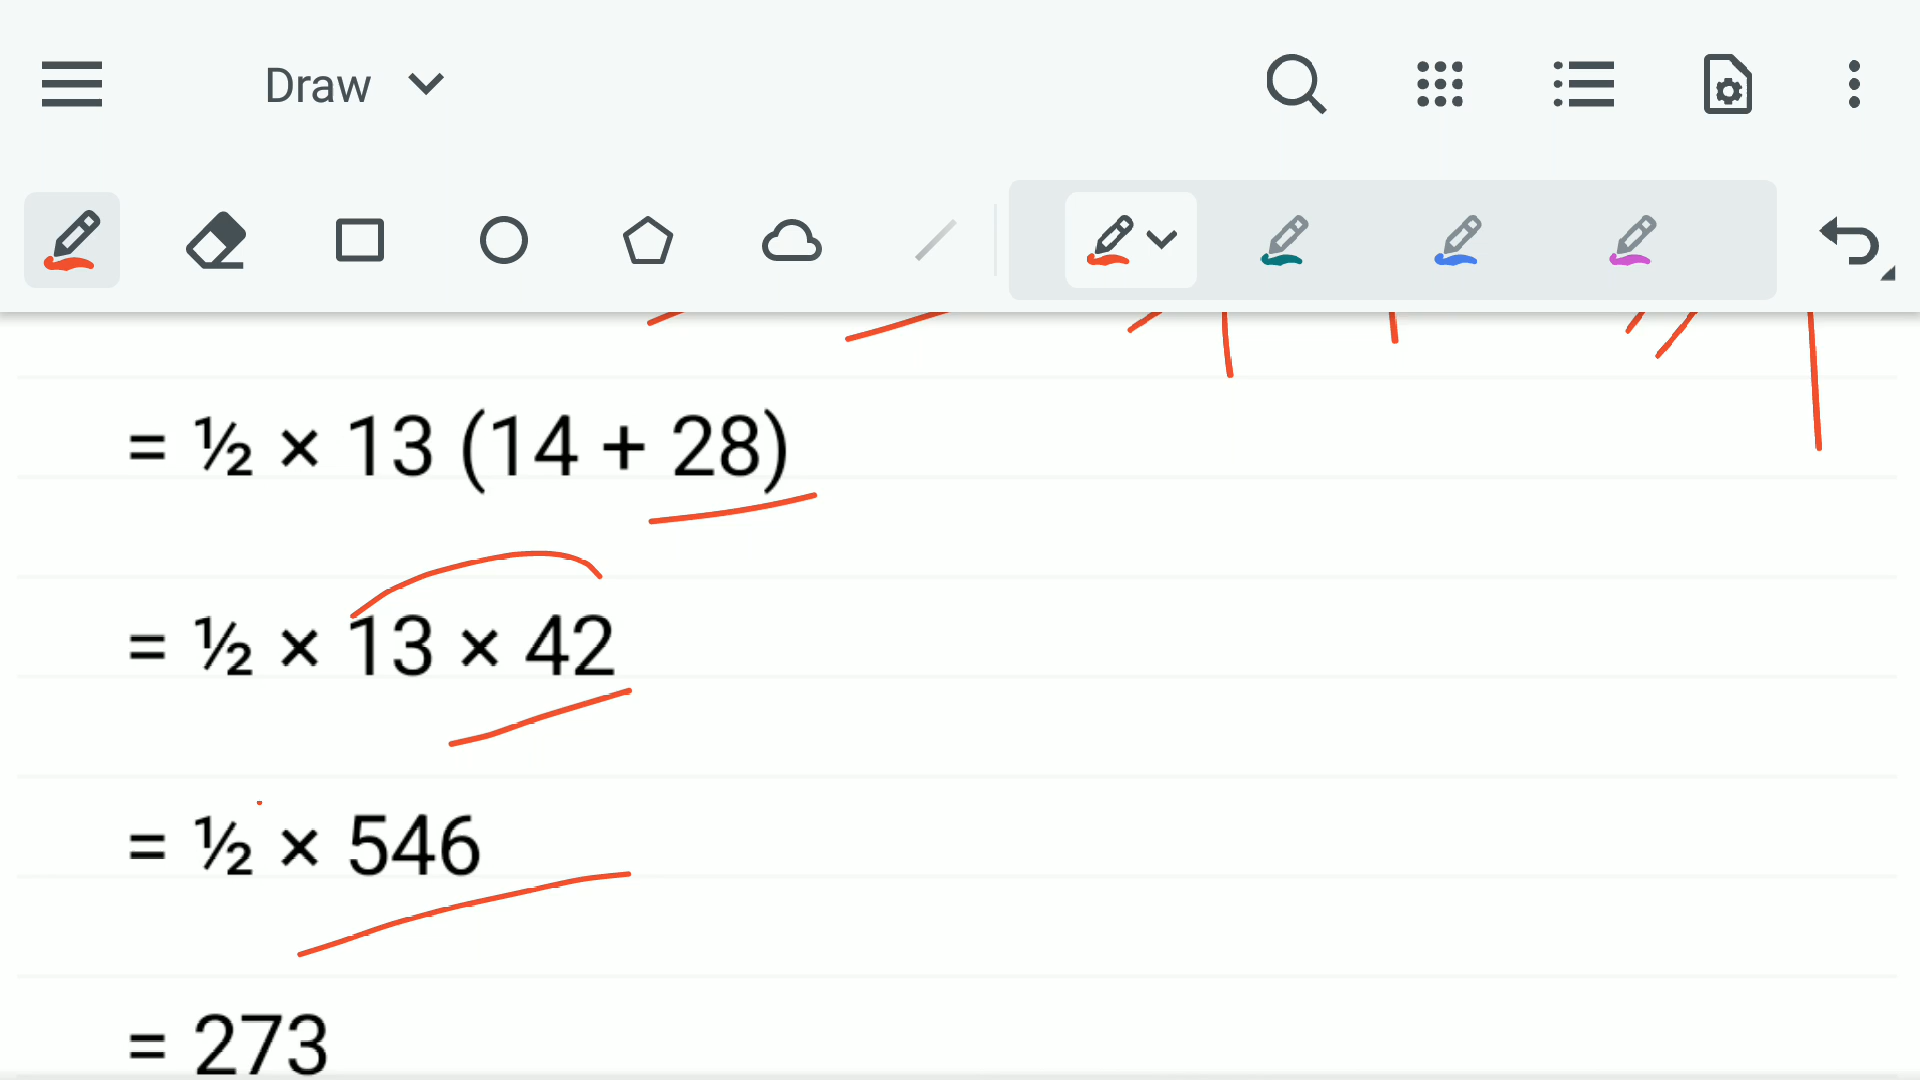 Draw
= ½ × 13 (14 + 28)
= ½ × 13 × 42
= ½ × 546
= 273